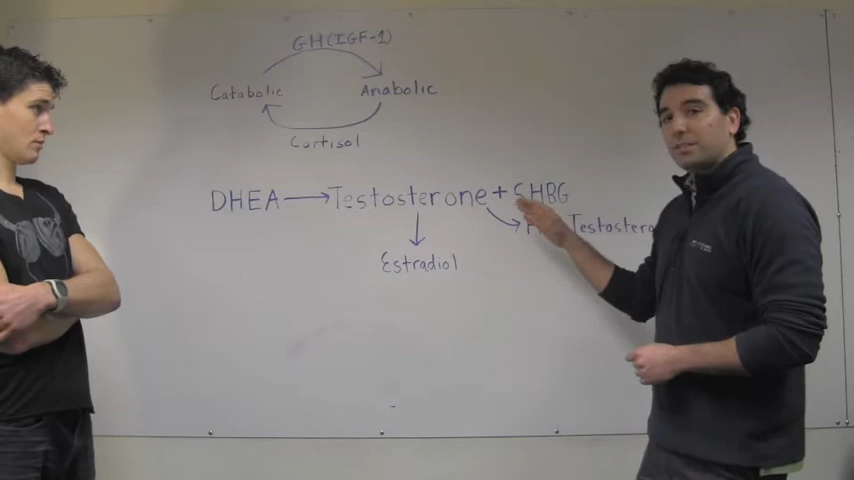 GH(IGF-1)
Catabolic Anabolic
Cortisol
DHEA → Testosterone + SHBG
Estradiol